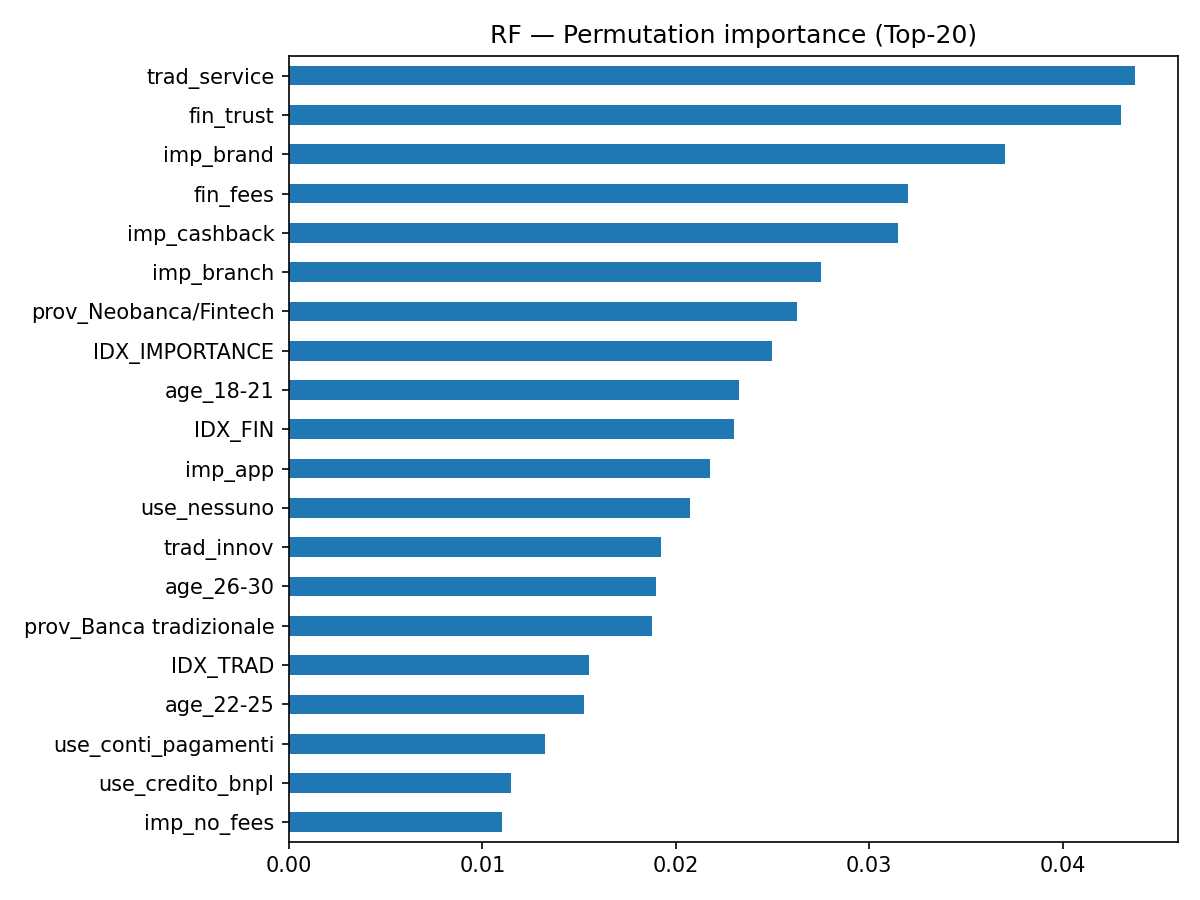 RF — Permutation importance (Top-20)
trad_service
fin_trust
imp_brand
fin_fees
imp_cashback
imp_branch
prov_Neobanca/Fintech
IDX_IMPORTANCE
age_18-21
IDX_FIN
imp_app
use_nessuno
trad_innov
age_26-30
prov_Banca tradizionale
IDX_TRAD
age_22-25
use_conti_pagamenti
use_credito_bnpl
imp_no_fees
0.00 0.01 0.02 0.03 0.04